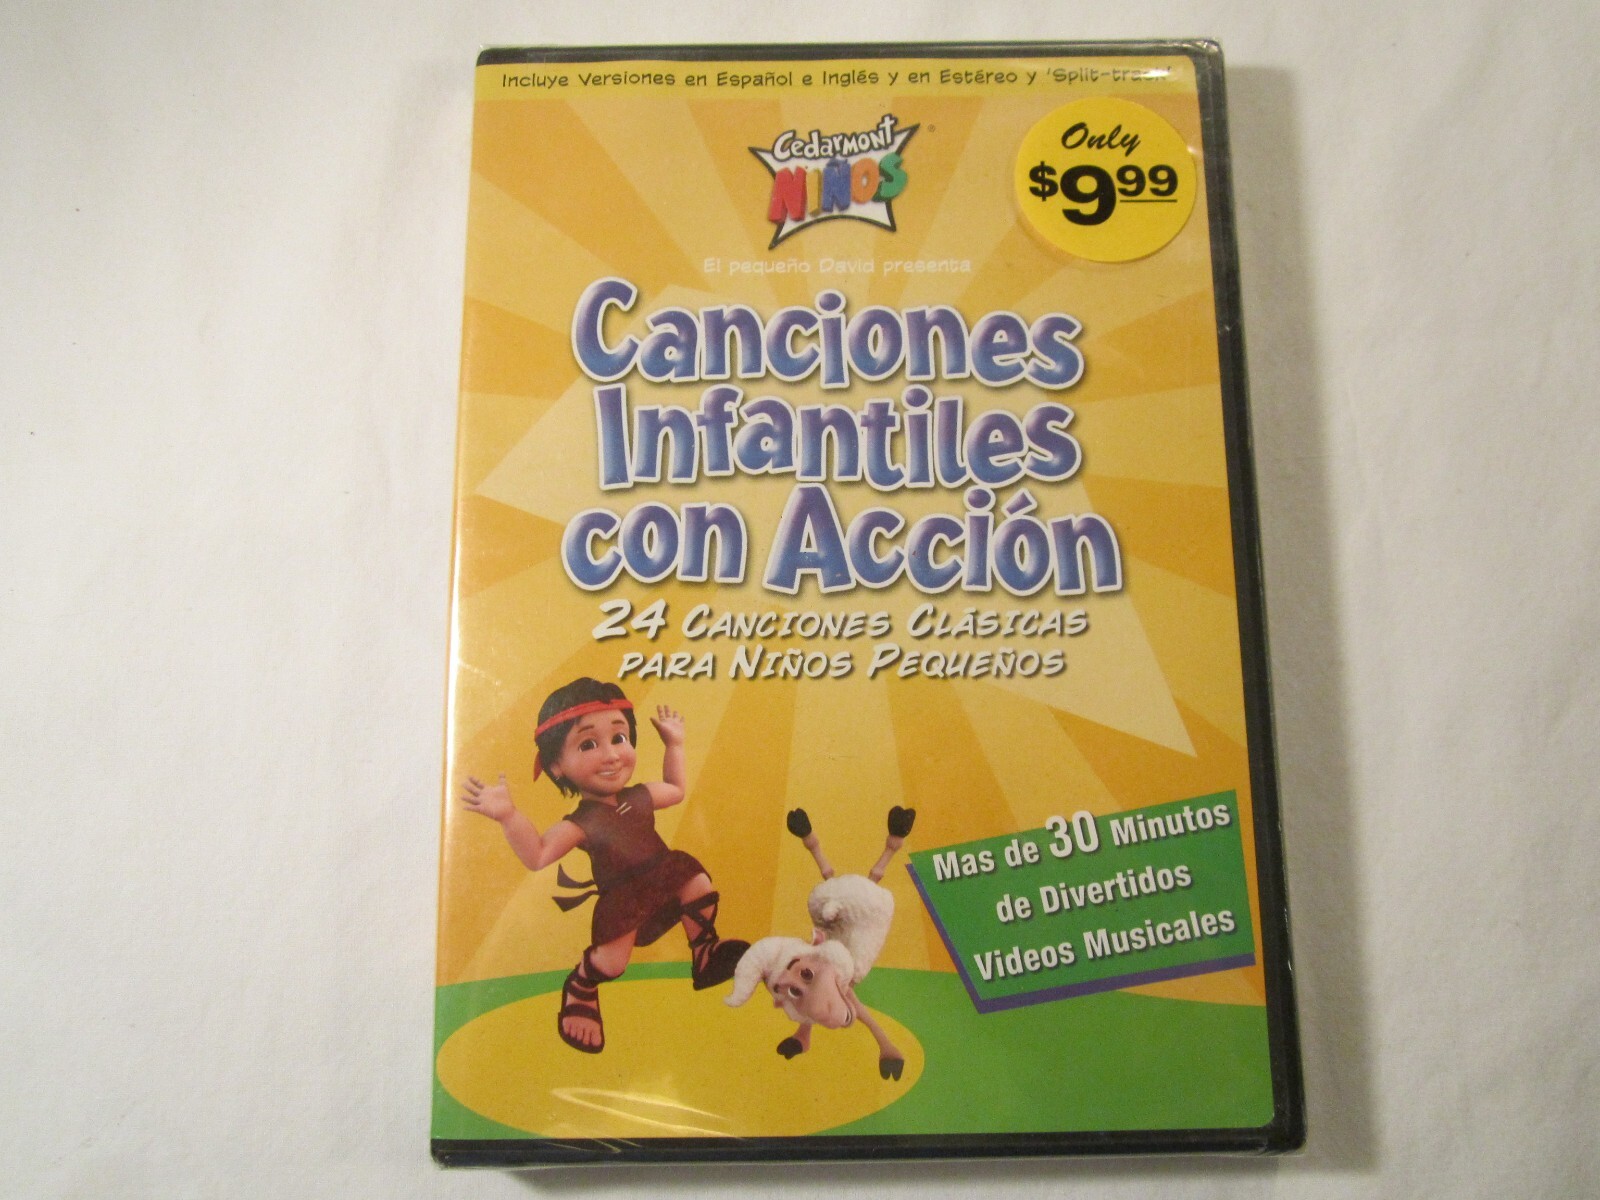 Incluye Versiones en Español e Inglés y en Estéreo y 'Split-track'
Cedarmont
NIÑOS
®
Only
$9.99
El pequeño David presenta
Canciones
Infantiles
con Acción
24 Canciones Clásicas
para Niños Pequeños
Mas de 30 Minutos
de Divertidos
Videos Musicales